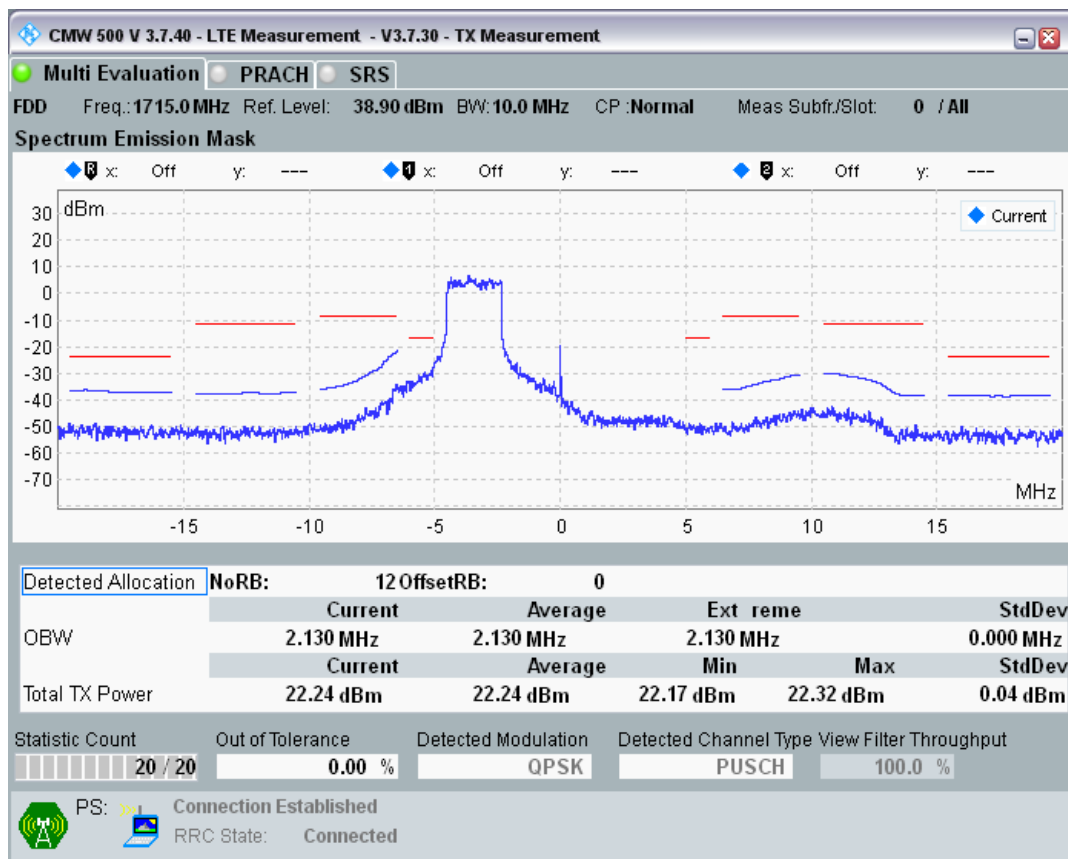 CMW 500 V 3.7.40 - LTE Measurement - V3.7.30 - TX Measurement
Multi Evaluation PRACH SRS
FDD Freq.: 1715.0 MHz Ref. Level: 38.90 dBm BW: 10.0 MHz CP : Normal Meas Subfr./Slot: 0 / All
Spectrum Emission Mask
R x: Off y: --- 1 x: Off y: --- 2 x: Off y: ---
dBm
Current
30
20
10
0
-10
-20
-30
-40
-50
-60
-70
MHz
-15 -10 -5 0 5 10 15
Detected Allocation NoRB: 12 OffsetRB: 0
Current Average Ext reme StdDev
OBW 2.130 MHz 2.130 MHz 2.130 MHz 0.000 MHz
Current Average Min Max StdDev
Total TX Power 22.24 dBm 22.24 dBm 22.17 dBm 22.32 dBm 0.04 dBm
Statistic Count Out of Tolerance Detected Modulation Detected Channel Type View Filter Throughput
20 / 20 0.00 % QPSK PUSCH 100.0 %
PS: Connection Established
RRC State: Connected